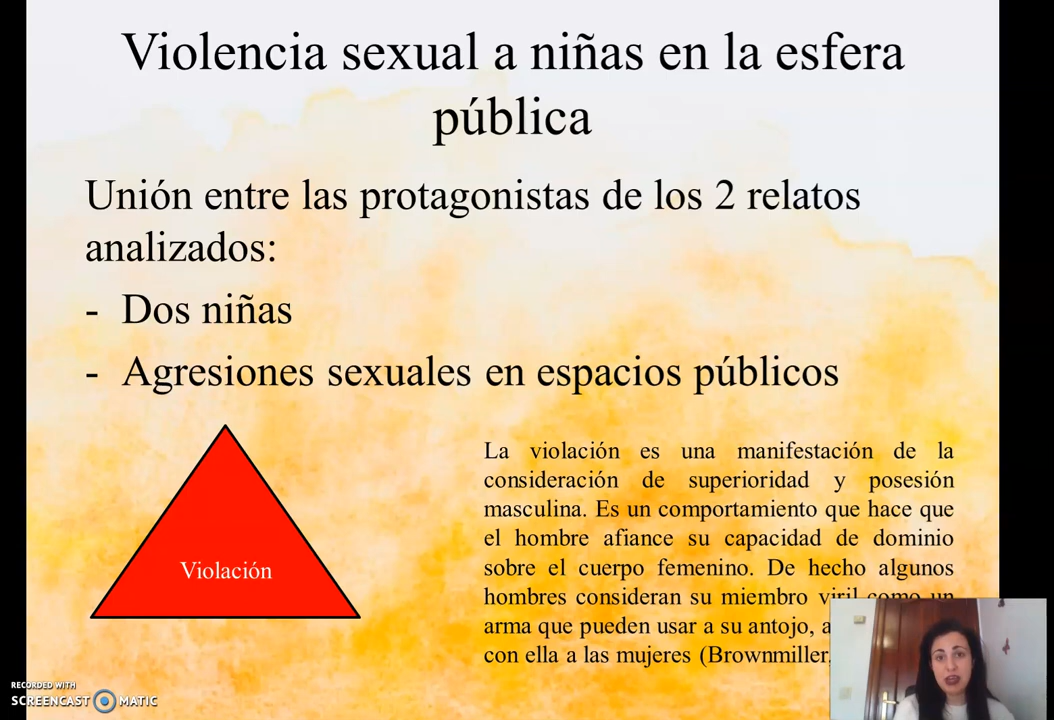 Violencia sexual a niñas en la esfera
pública
Unión entre las protagonistas de los 2 relatos
analizados:
- Dos niñas
- Agresiones sexuales en espacios públicos
Violación
La violación es una manifestación de la
consideración de superioridad y posesión
masculina. Es un comportamiento que hace que
el hombre afiance su capacidad de dominio
sobre el cuerpo femenino. De hecho algunos
hombres consideran su miembro viril como un
arma que pueden usar a su antojo,
con ella a las mujeres (Brownmiller,
RECORDED WITH
SCREENCAST MATIC